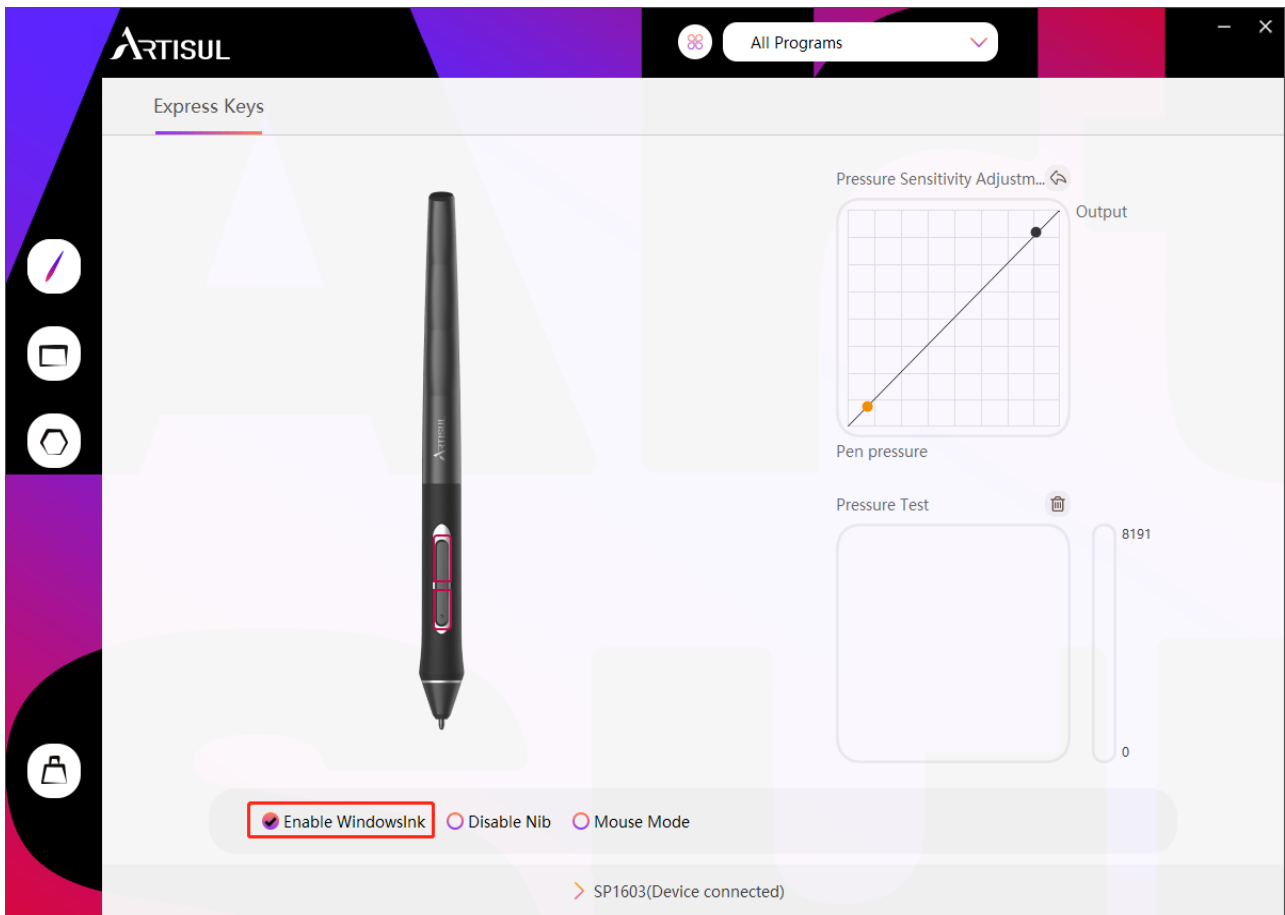 ARTISUL
All Programs
Express Keys
Pressure Sensitivity Adjustm...
Output
ARTISUL
Pen pressure
Pressure Test
8191
0
Enable WindowsInk
Disable Nib
Mouse Mode
SP1603(Device connected)